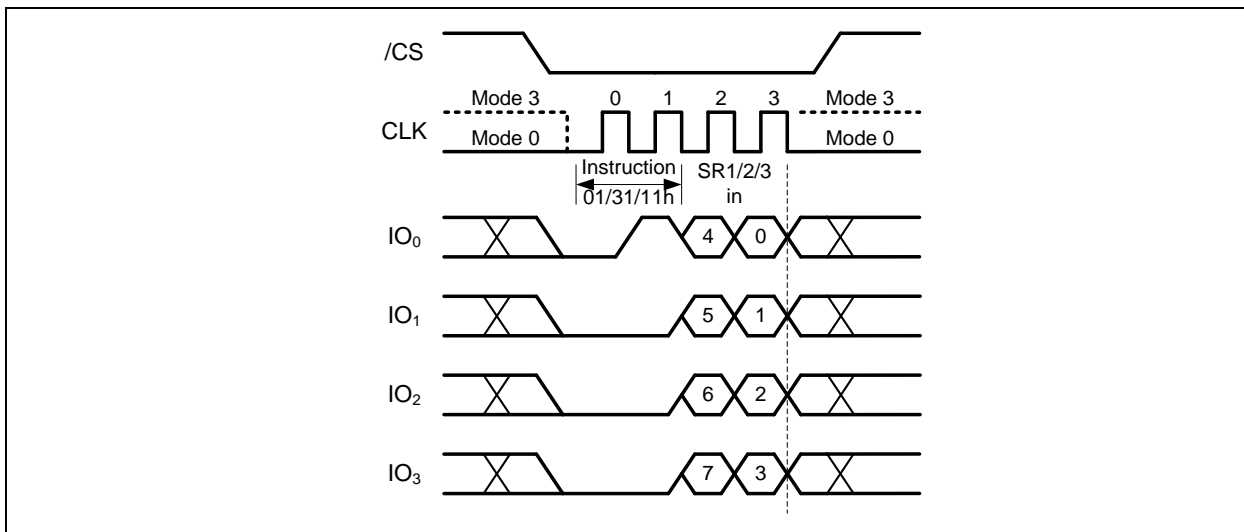 /CS
Mode 3 0 1 2 3 Mode 3
CLK
Mode 0 Mode 0
Instruction SR1/2/3
01/31/11h in
IO0 4 0
IO1 5 1
IO2 6 2
IO3 7 3